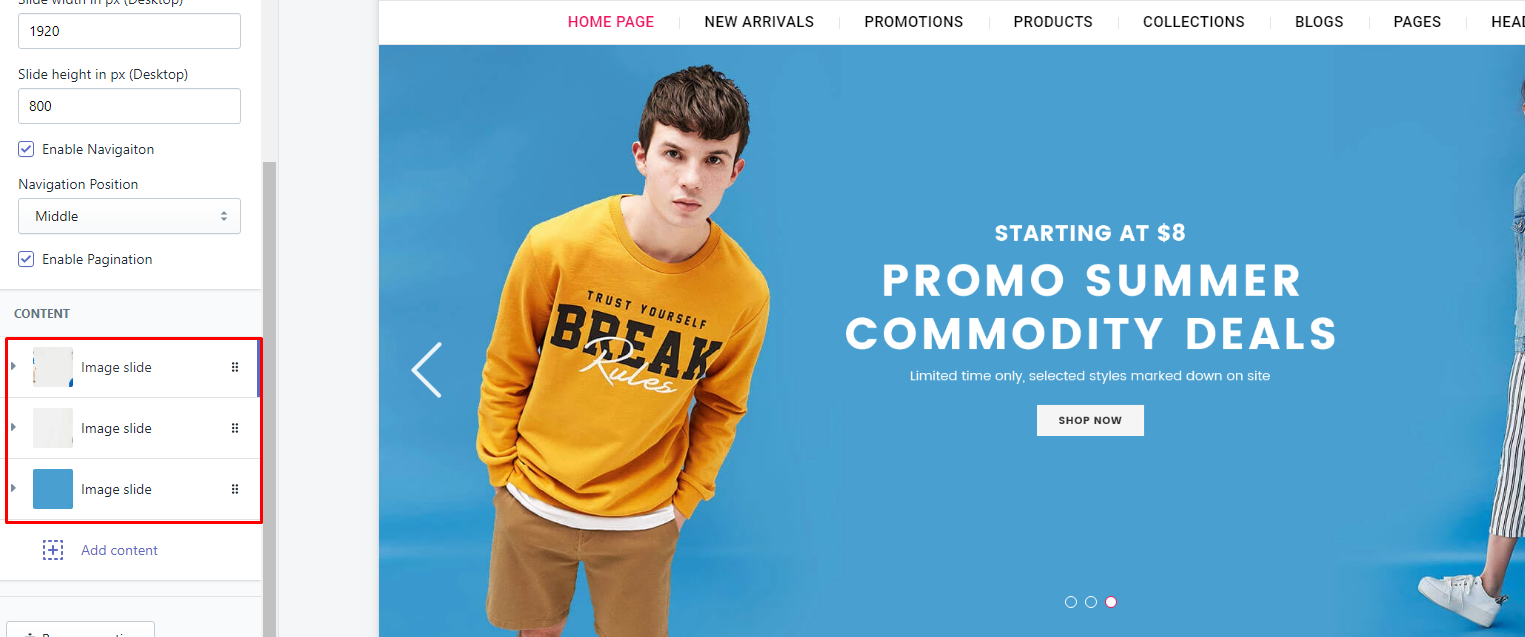 Slide width in px (Desktop)
1920
Slide height in px (Desktop)
800
Enable Navigaiton
Navigation Position
Middle
Enable Pagination
CONTENT
Image slide
Image slide
Image slide
Add content
HOME PAGE NEW ARRIVALS PROMOTIONS PRODUCTS COLLECTIONS BLOGS PAGES
TRUST YOURSELF
BREAK
Rules
STARTING AT $8
PROMO SUMMER
COMMODITY DEALS
Limited time only, selected styles marked down on site
SHOP NOW